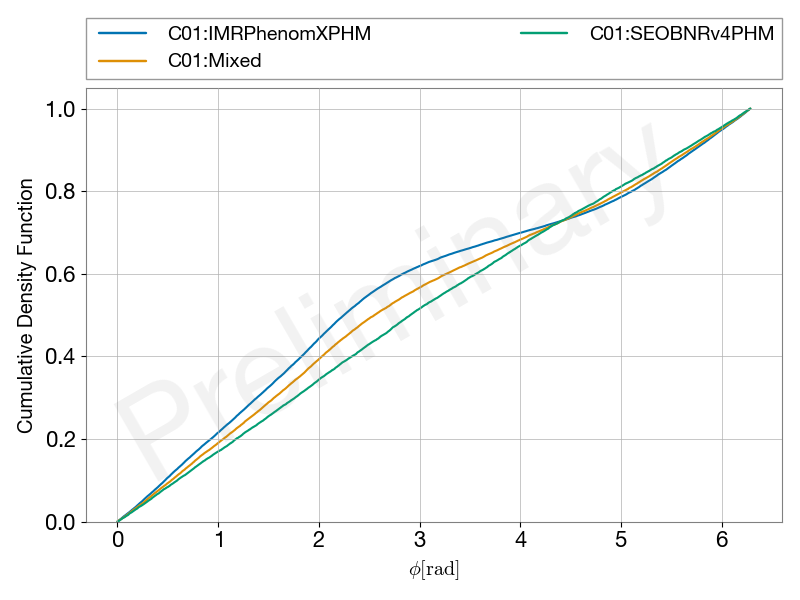 C01:IMRPhenomXPHM
C01:Mixed
C01:SEOBNRv4PHM
Cumulative Density Function
1.0
0.8
0.6
0.4
0.2
0.0
Preliminary
0 1 2 3 4 5 6
ϕ[rad]